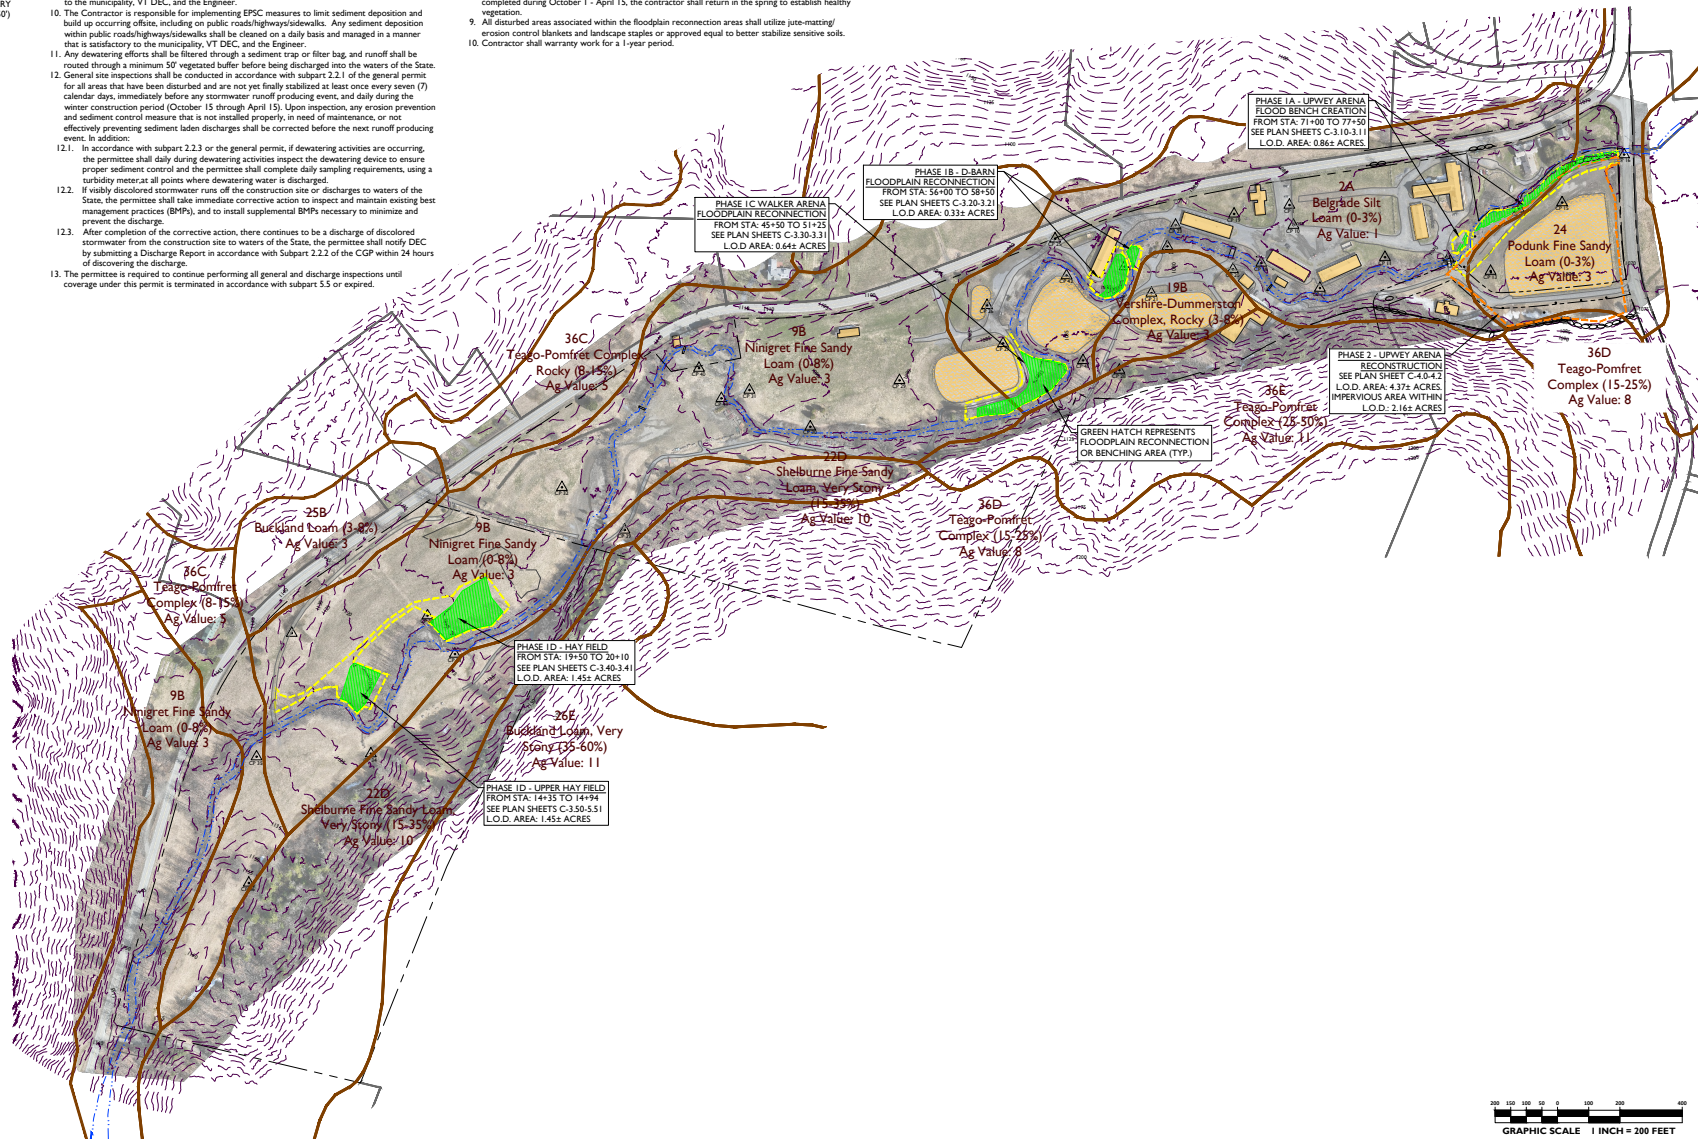 RY
50')
to the municipality, VT DEC, and the Engineer.
10. The Contractor is responsible for implementing EPSC measures to limit sediment deposition and
build up occurring offsite, including on public roads/highways/sidewalks. Any sediment deposition
within public roads/highways/sidewalks shall be cleaned on a daily basis and managed in a manner
that is satisfactory to the municipality, VT DEC, and the Engineer.
11. Any dewatering efforts shall be filtered through a sediment trap or filter bag, and runoff shall be
routed through a minimum 50' vegetated buffer before being discharged into the waters of the State.
12. General site inspections shall be conducted in accordance with subpart 2.2.1 of the general permit
for all areas that have been disturbed and are not yet finally stabilized at least once every seven (7)
calendar days, immediately before any stormwater runoff producing event, and daily during the
winter construction period (October 15 through April 15). Upon inspection, any erosion prevention
and sediment control measure that is not installed properly, in need of maintenance, or not
effectively preventing sediment laden discharges shall be corrected before the next runoff producing
event. In addition:
12.1. In accordance with subpart 2.2.3 or the general permit, if dewatering activities are occurring,
the permittee shall daily during dewatering activities inspect the dewatering device to ensure
proper sediment control and the permittee shall complete daily sampling requirements, using a
turbidity meter,at all points where dewatering water is discharged.
12.2. If visibly discolored stormwater runs off the construction site or discharges to waters of the
State, the permittee shall take immediate corrective action to inspect and maintain existing best
management practices (BMPs), and to install supplemental BMPs necessary to minimize and
prevent the discharge.
12.3. After completion of the corrective action, there continues to be a discharge of discolored
stormwater from the construction site to waters of the State, the permittee shall notify DEC
by submitting a Discharge Report in accordance with Subpart 2.2.2 of the CGP within 24 hours
of discovering the discharge.
13. The permittee is required to continue performing all general and discharge inspections until
coverage under this permit is terminated in accordance with subpart 5.5 or expired.
completed during October 1 - April 15, the contractor shall return in the spring to establish healthy
vegetation.
9. All disturbed areas associated within the floodplain reconnection areas shall utilize jute-matting/
erosion control blankets and landscape staples or approved equal to better stabilize sensitive soils.
10. Contractor shall warranty work for a 1-year period.
PHASE 1A - UPWEY ARENA
FLOOD BENCH CREATION
FROM STA: 71+00 TO 77+50
SEE PLAN SHEETS C-3.10-3.11
L.O.D. AREA: 0.86± ACRES.
PHASE 1B - D-BARN
FLOODPLAIN RECONNECTION
FROM STA: 56+00 TO 58+50
SEE PLAN SHEETS C-3.20-3.21
L.O.D AREA: 0.33± ACRES
PHASE 1C WALKER ARENA
FLOODPLAIN RECONNECTION
FROM STA: 45+50 TO 51+25
SEE PLAN SHEETS C-3.30-3.31
L.O.D AREA: 0.64± ACRES
2A
Belgrade Silt
Loam (0-3%)
Ag Value: 1
24
Podunk Fine Sandy
Loam (0-3%)
Ag Value: 3
19B
Vershire-Dummerston
Complex, Rocky (3-8%)
Ag Value: 3
36C
Teago-Pomfret Complex,
Rocky (8-15%)
Ag Value: 5
9B
Ninigret Fine Sandy
Loam (0-8%)
Ag Value: 3
PHASE 2 - UPWEY ARENA
RECONSTRUCTION
SEE PLAN SHEET C-4.0-4.2
L.O.D. AREA: 4.37± ACRES.
IMPERVIOUS AREA WITHIN
L.O.D.: 2.16± ACRES
36D
Teago-Pomfret
Complex (15-25%)
Ag Value: 8
36E
Teago-Pomfret
Complex (25-50%)
Ag Value: 11
GREEN HATCH REPRESENTS
FLOODPLAIN RECONNECTION
OR BENCHING AREA (TYP.)
22D
Shelburne Fine Sandy
Loam, Very Stony
(15-35%)
Ag Value: 10
36D
Teago-Pomfret
Complex (15-25%)
Ag Value: 8
25B
Buckland Loam (3-8%)
Ag Value: 3
9B
Ninigret Fine Sandy
Loam (0-8%)
Ag Value: 3
36C
Teago-Pomfret
Complex (8-15%)
Ag Value: 5
PHASE 1D - HAY FIELD
FROM STA: 19+50 TO 20+10
SEE PLAN SHEETS C-3.40-3.41
L.O.D. AREA: 1.45± ACRES
9B
Ninigret Fine Sandy
Loam (0-8%)
Ag Value: 3
26E
Buckland Loam, Very
Stony (35-60%)
Ag Value: 11
PHASE 1D - UPPER HAY FIELD
FROM STA: 14+35 TO 14+94
SEE PLAN SHEETS C-3.50-5.51
L.O.D. AREA: 1.45± ACRES
22D
Shelburne Fine Sandy Loam,
Very Stony (15-35%)
Ag Value: 10
200 150 100 50 0 100 200 400
GRAPHIC SCALE 1 INCH = 200 FEET